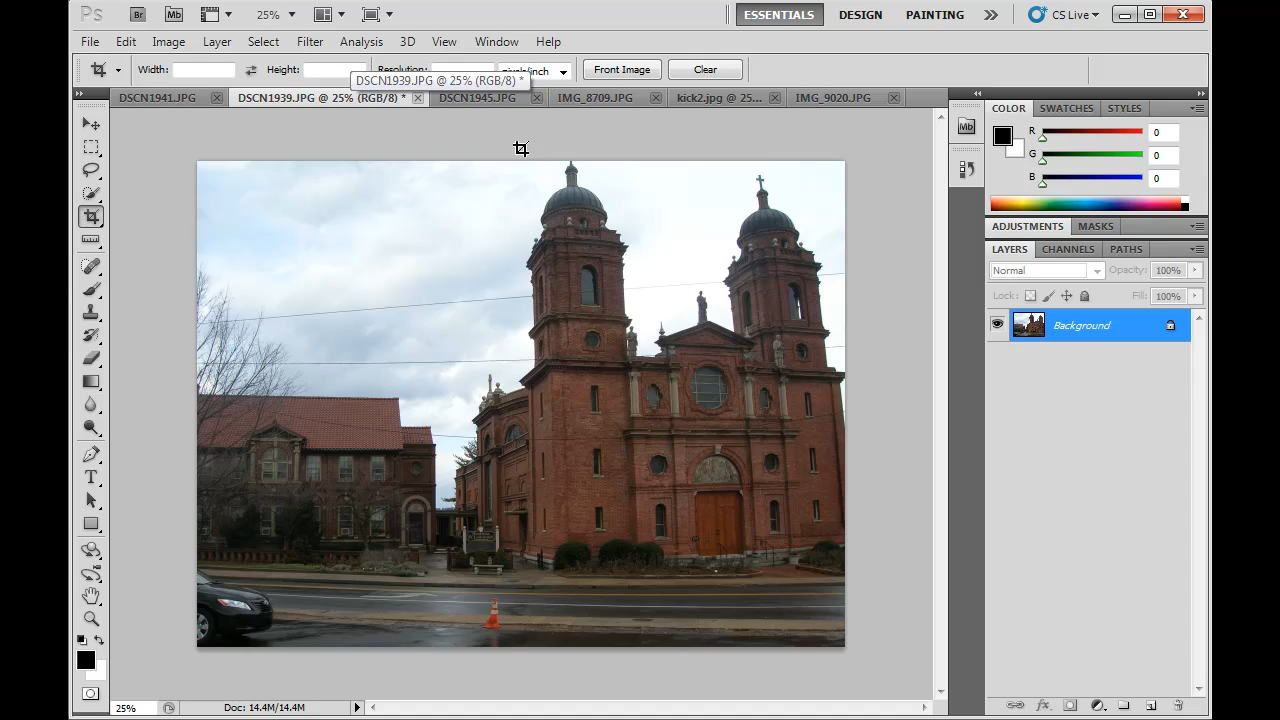 Ps Br Mb 25% ESSENTIALS DESIGN PAINTING CS Live
File Edit Image Layer Select Filter Analysis 3D View Window Help
Width: Height: Front Image Clear
DSCN1939.JPG @ 25% (RGB/8) *
DSCN1941.JPG DSCN1939.JPG @ 25% (RGB/8) * DSCN1945.JPG IMG_8709.JPG kick2.jpg @ 25... IMG_9020.JPG
COLOR SWATCHES STYLES
Mb
R 0
G 0
B 0
ADJUSTMENTS MASKS
LAYERS CHANNELS PATHS
Normal Opacity: 100%
Lock: Fill: 100%
Background
T
25% Doc: 14.4M/14.4M
fx